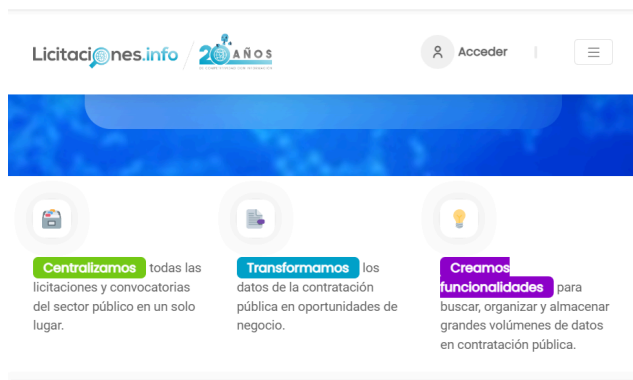 Licitaciones.info
20 AÑOS
Acceder
Centralizamos todas las
licitaciones y convocatorias
del sector público en un solo
lugar.
Transformamos los
datos de la contratación
pública en oportunidades de
negocio.
Creamos
funcionalidades para
buscar, organizar y almacenar
grandes volúmenes de datos
en contratación pública.